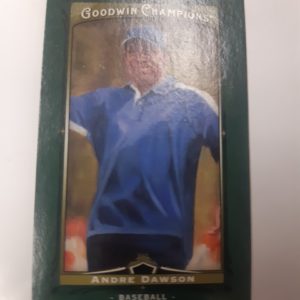 GOODWIN CHAMPIONS
ANDRE DAWSON
- BASEBALL -